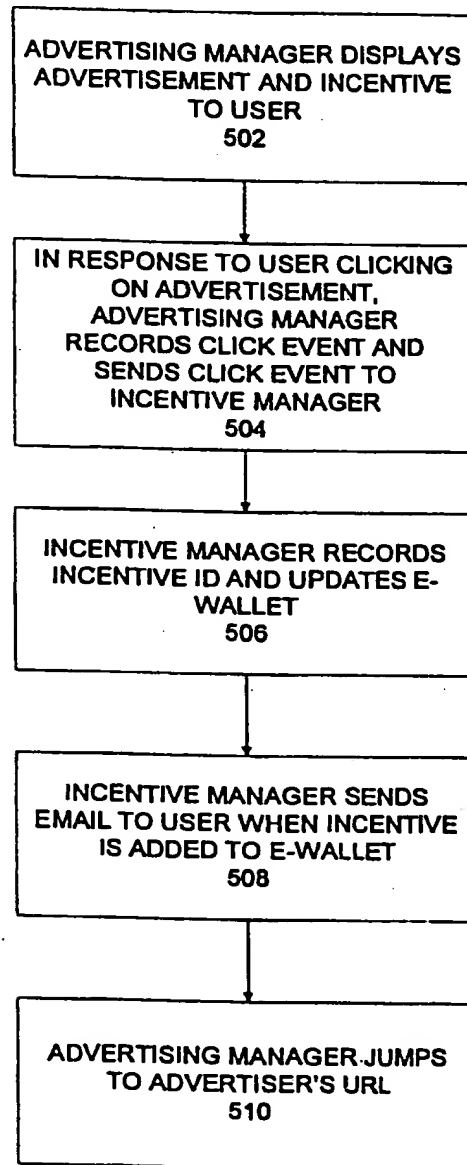 ADVERTISING MANAGER DISPLAYS
ADVERTISEMENT AND INCENTIVE
TO USER
502
IN RESPONSE TO USER CLICKING
ON ADVERTISEMENT,
ADVERTISING MANAGER
RECORDS CLICK EVENT AND
SENDS CLICK EVENT TO
INCENTIVE MANAGER
504
INCENTIVE MANAGER RECORDS
INCENTIVE ID AND UPDATES E-
WALLET
506
INCENTIVE MANAGER SENDS
EMAIL TO USER WHEN INCENTIVE
IS ADDED TO E-WALLET
508
ADVERTISING MANAGER JUMPS
TO ADVERTISER'S URL
510